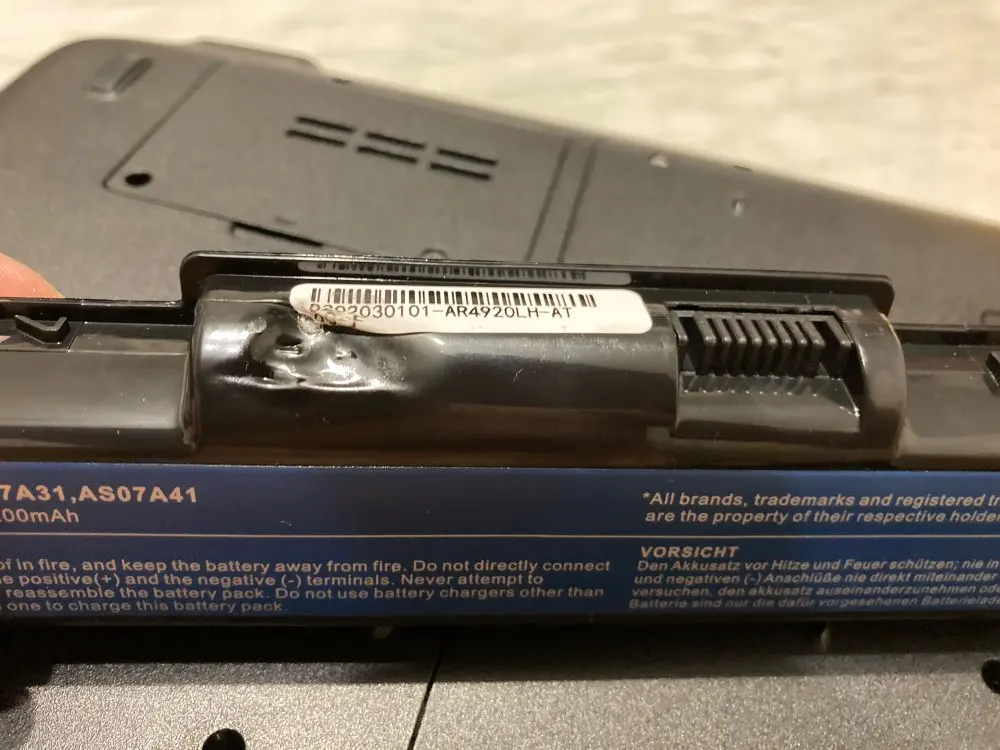 030101-AR4920LH-AT
7A31,AS07A41
00mAh
of in fire, and keep the battery away from fire. Do not directly connect
e positive(+) and the negative (-) terminals. Never attempt to
reassemble the battery pack. Do not use battery chargers other than
one to charge this battery pack.
*All brands, trademarks and registered tr
are the property of their respective holder
VORSICHT
Den Akkusatz vor Hitze und Feuer schützen; nie in
und negativen (-) Anschlüße nie direkt miteinander
versuchen, den akkusatz auseinanderzunehmen od
Batterie sind nur die dafür vorgesehenen Batterielade